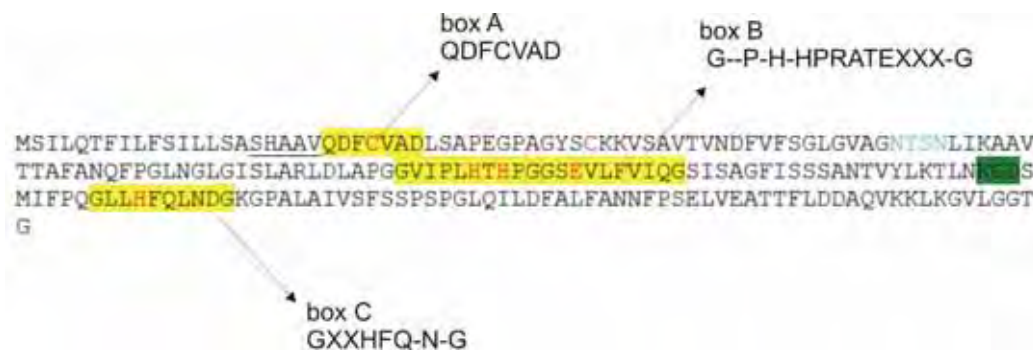 box A
QDFCVAD
box B
G--P-H-HPRATEXXX-G
MSILQTFILFSILLSASHAAVQDFCVADLSAPEGPAGYSCKKVSAVTVNDFVFSGLGVAGNTSNLIKAAV
TTAFANQFPGLNGLGISLARLDLAPGGVIPLHTHPGGSEVLFVIQGSISAGFISSSANTVYLKTLN
MIFPQGLLHFQLNDGKGPALAIVSFSSPSPGLQILDFALFANNFPSELVEATTFLDDAQVKKLKGVLGGT
G
box C
GXXHFQ-N-G